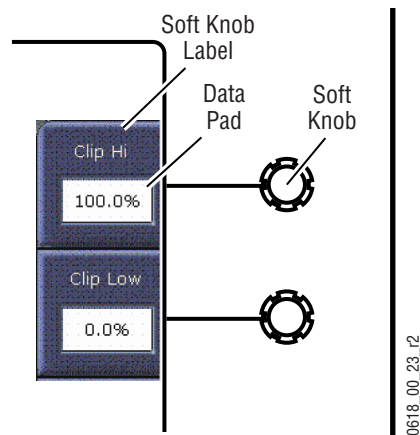 Soft Knob
Label
Data
Pad
Soft
Knob
Clip Hi
100.0%
Clip Low
0.0%
0618_00_23_r2